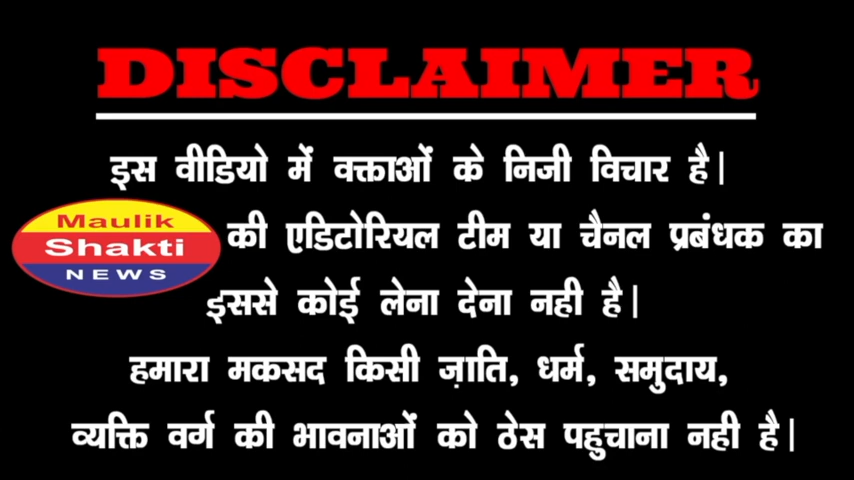 DISCLAIMER
इस वीडियो में वक्ताओं के निजी विचार है|
Maulik
Shakti
NEWS
की एडिटोरियल टीम या चैनल प्रबंधक का
इससे कोई लेना देना नही है|
हमारा मकसद किसी ज़ाति, धर्म, समुदाय,
व्यक्ति वर्ग की भावनाओं को ठेस पहुचाना नही है|